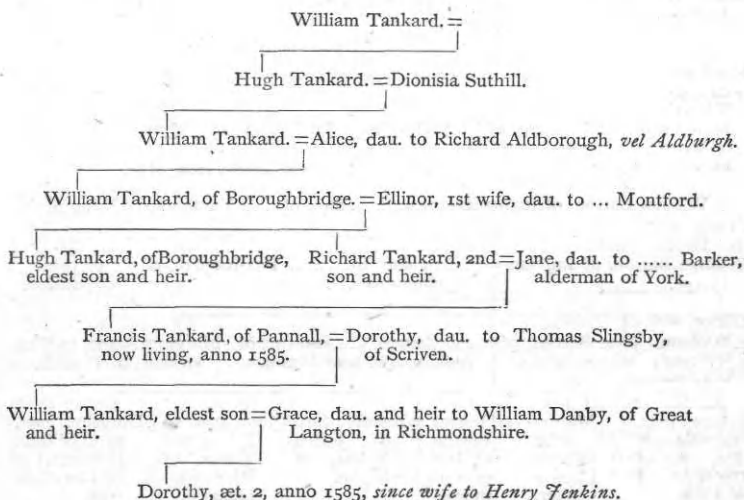 William Tankard. =
Hugh Tankard. = Dionisia Suthill.
William Tankard. = Alice, dau. to Richard Aldborough, vel Aldburgh.
William Tankard, of Boroughbridge. = Ellinor, 1st wife, dau. to ... Montford.
Hugh Tankard, of Boroughbridge, eldest son and heir.
Richard Tankard, 2nd son and heir. = Jane, dau. to ...... Barker, alderman of York.
Francis Tankard, of Pannall, now living, anno 1585. = Dorothy, dau. to Thomas Slingsby, of Scriven.
William Tankard, eldest son and heir. = Grace, dau. and heir to William Danby, of Great Langton, in Richmondshire.
Dorothy, æt. 2, anno 1585, since wife to Henry Jenkins.